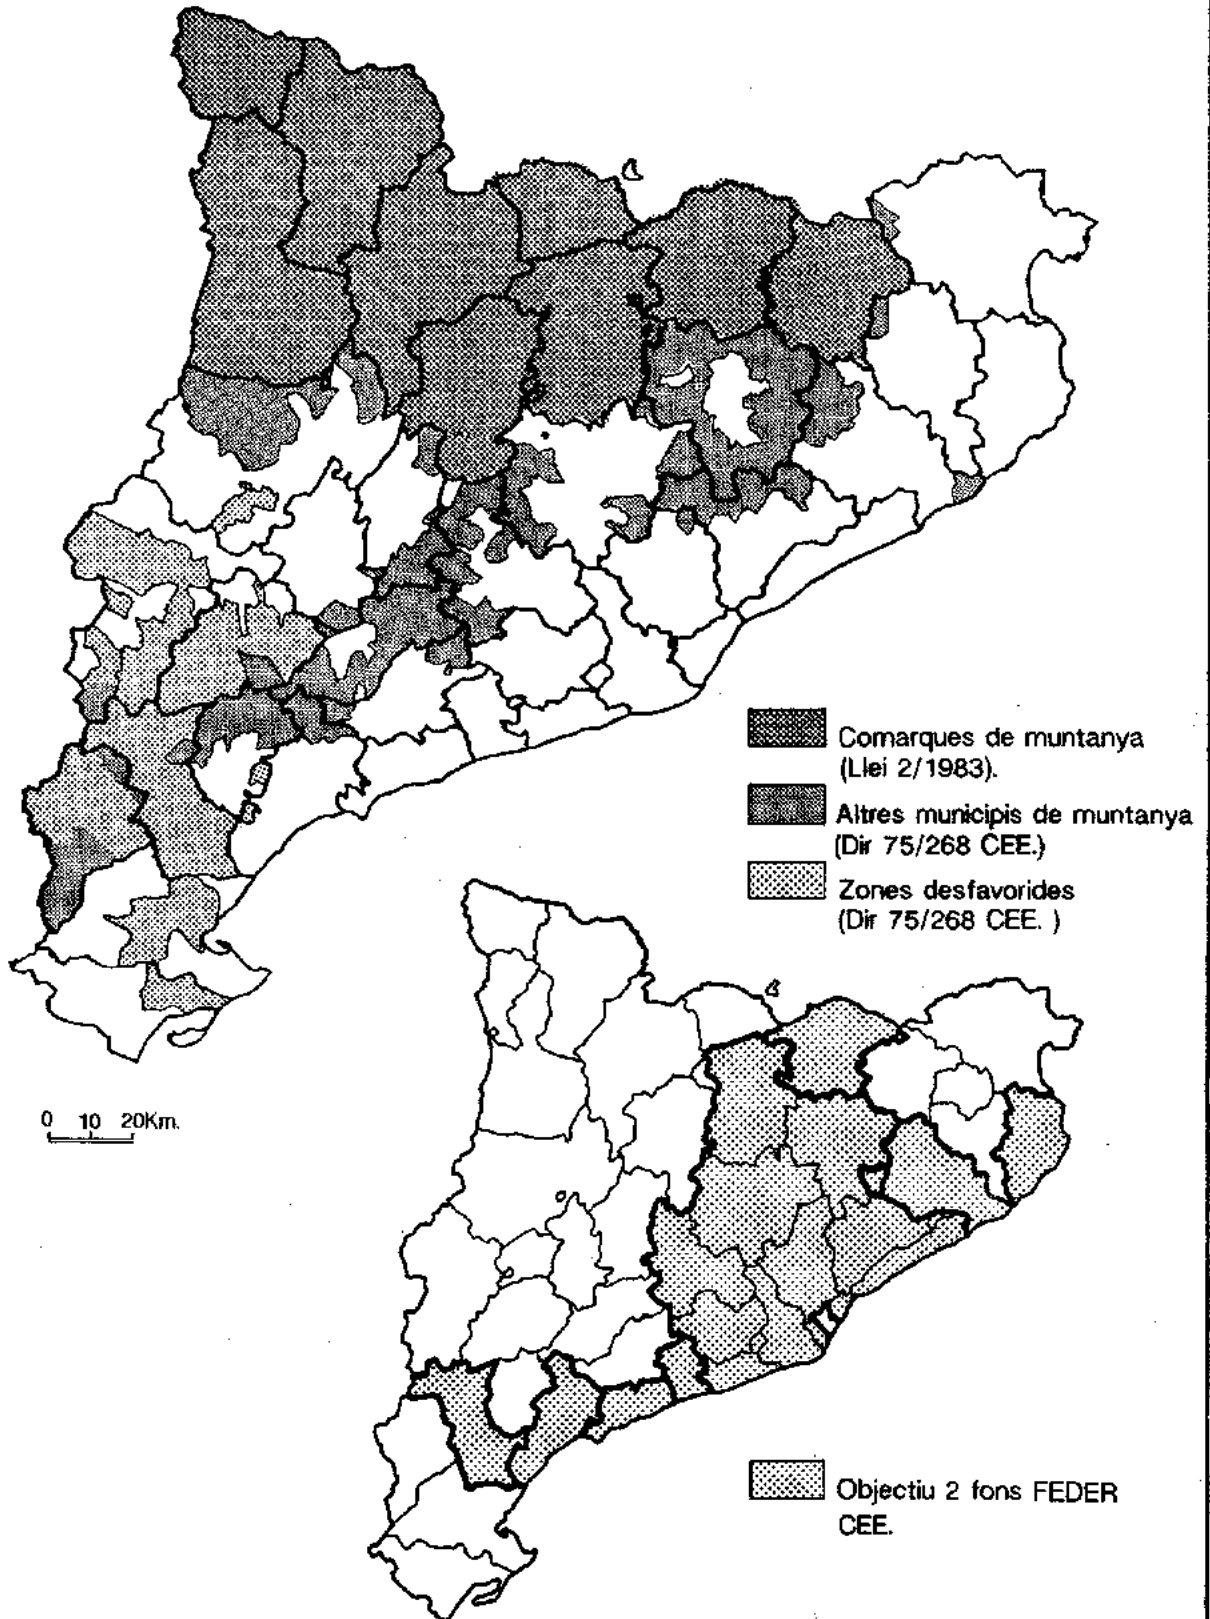 Comarques de muntanya
(Llei 2/1983).
Altres municipis de muntanya
(Dir 75/268 CEE.)
Zones desfavorides
(Dir 75/268 CEE. )
0 10 20Km.
Objectiu 2 fons FEDER
CEE.